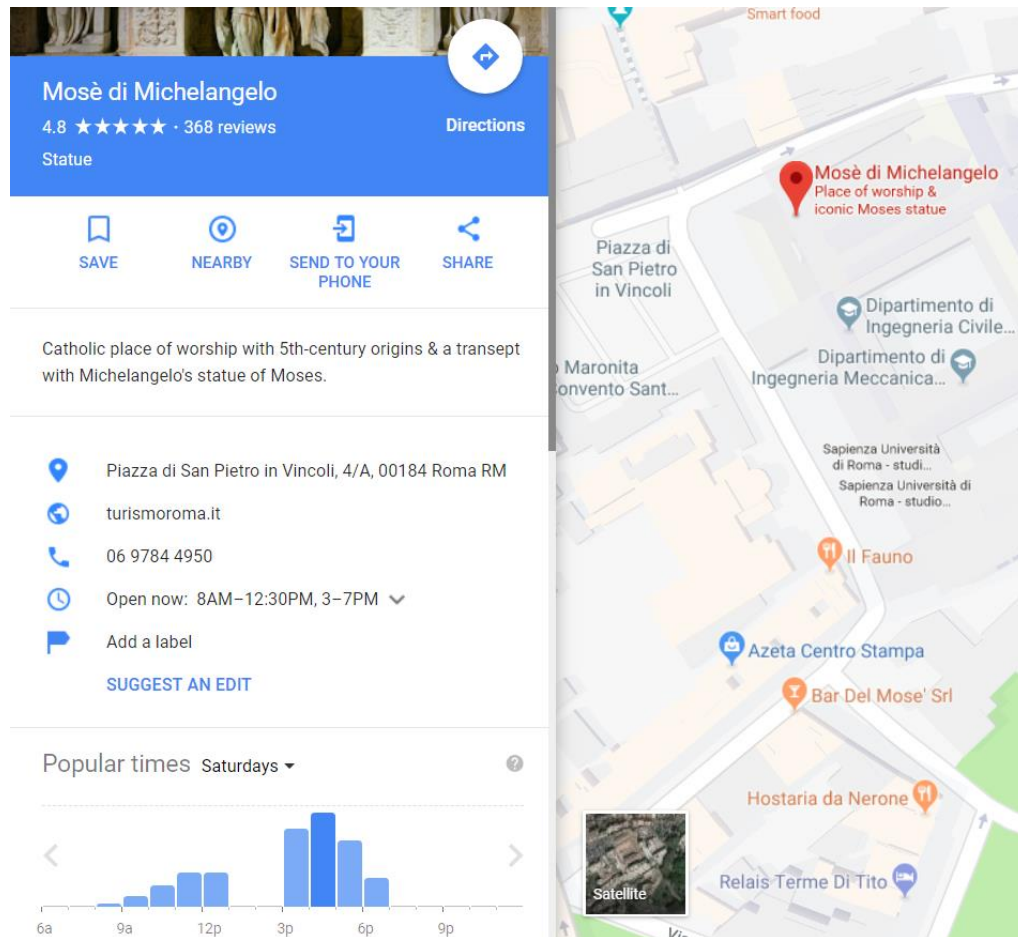 Mosè di Michelangelo
4.8 ★★★★★ · 368 reviews
Statue
Directions
SAVE
NEARBY
SEND TO YOUR
PHONE
SHARE
Catholic place of worship with 5th-century origins & a transept
with Michelangelo's statue of Moses.
Piazza di San Pietro in Vincoli, 4/A, 00184 Roma RM
turismoroma.it
06 9784 4950
Open now: 8AM–12:30PM, 3–7PM
Add a label
SUGGEST AN EDIT
Popular times Saturdays
6a 9a 12p 3p 6p 9p
Smart food
Mosè di Michelangelo
Place of worship &
iconic Moses statue
Piazza di
San Pietro
in Vincoli
Dipartimento di
Ingegneria Civile...
Dipartimento di
Ingegneria Meccanica...
Maronita
Convento Sant...
Sapienza Università
di Roma - studi...
Sapienza Università di
Roma - studio...
Il Fauno
Azeta Centro Stampa
Bar Del Mose' Srl
Hostaria da Nerone
Relais Terme Di Tito
Satellite